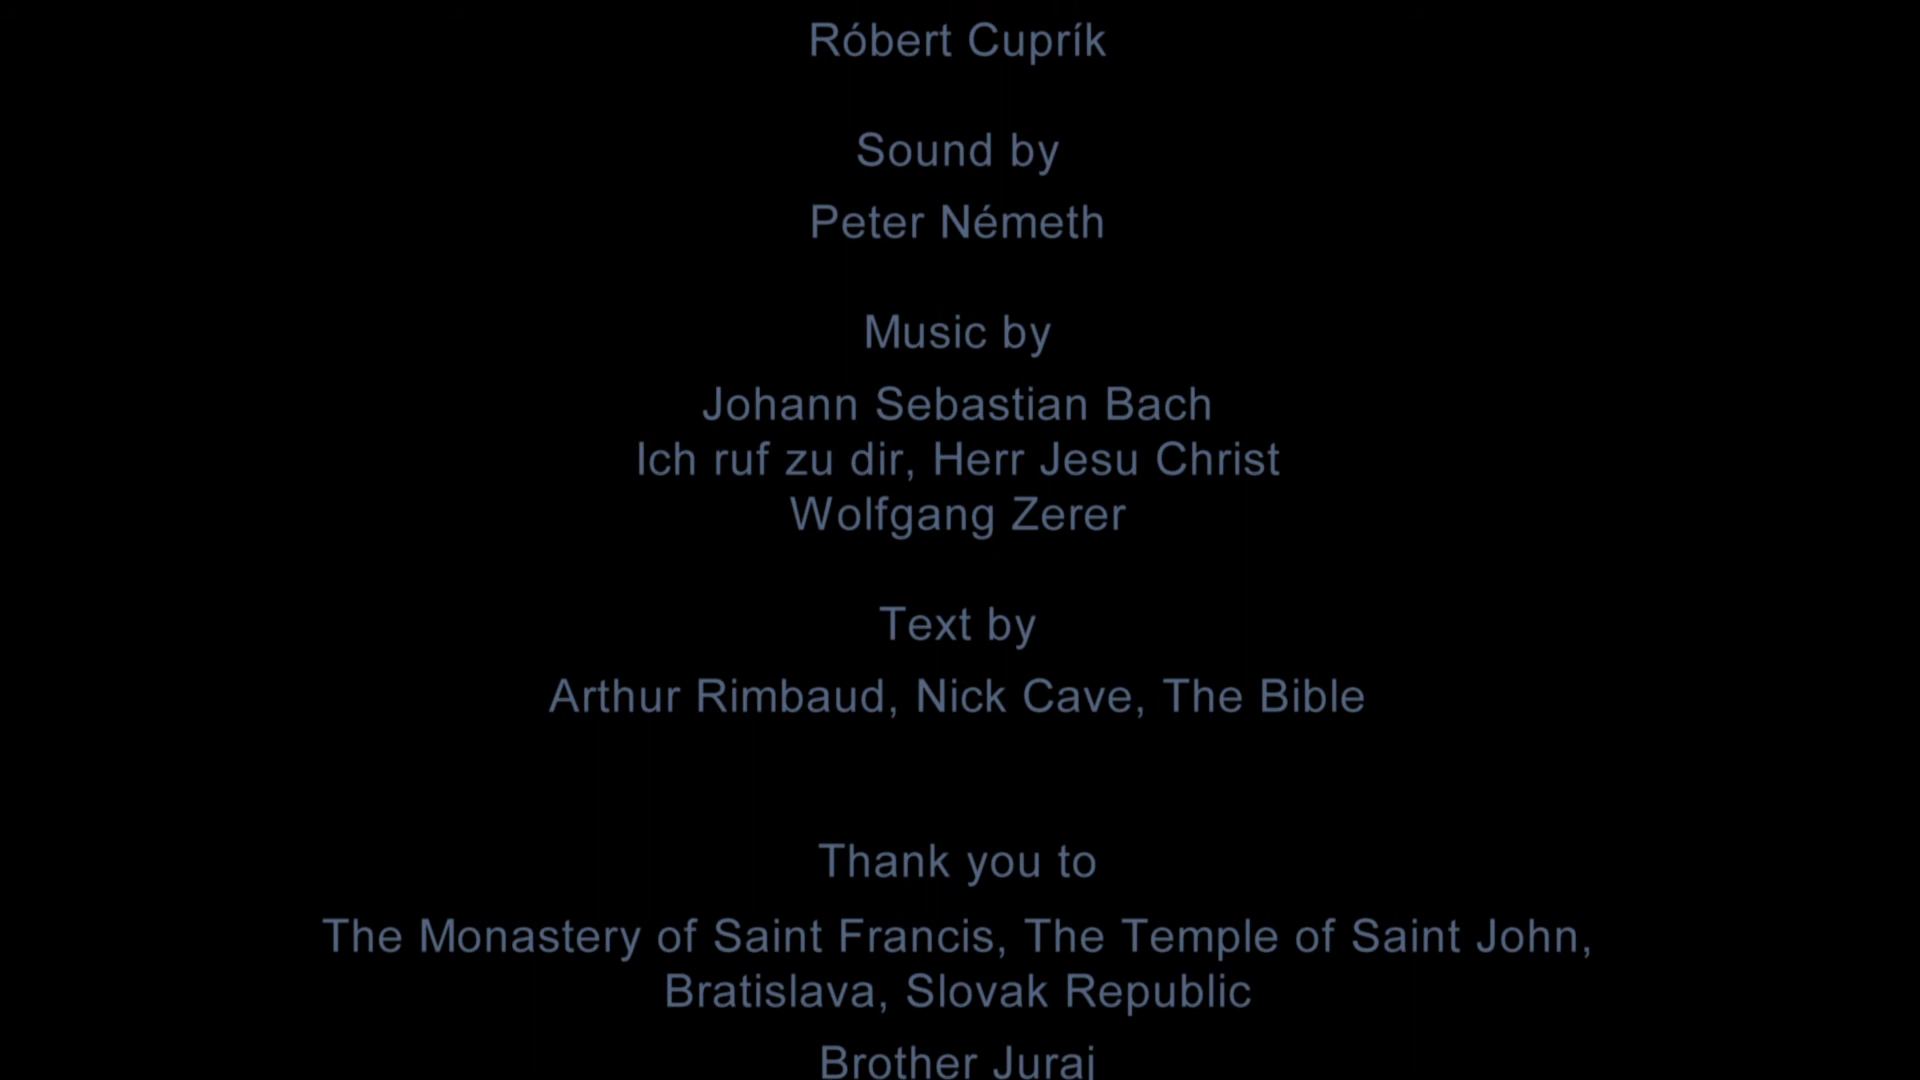 Róbert Cuprík
Sound by
Peter Németh
Music by
Johann Sebastian Bach
Ich ruf zu dir, Herr Jesu Christ
Wolfgang Zerer
Text by
Arthur Rimbaud, Nick Cave, The Bible
Thank you to
The Monastery of Saint Francis, The Temple of Saint John,
Bratislava, Slovak Republic
Brother Juraj